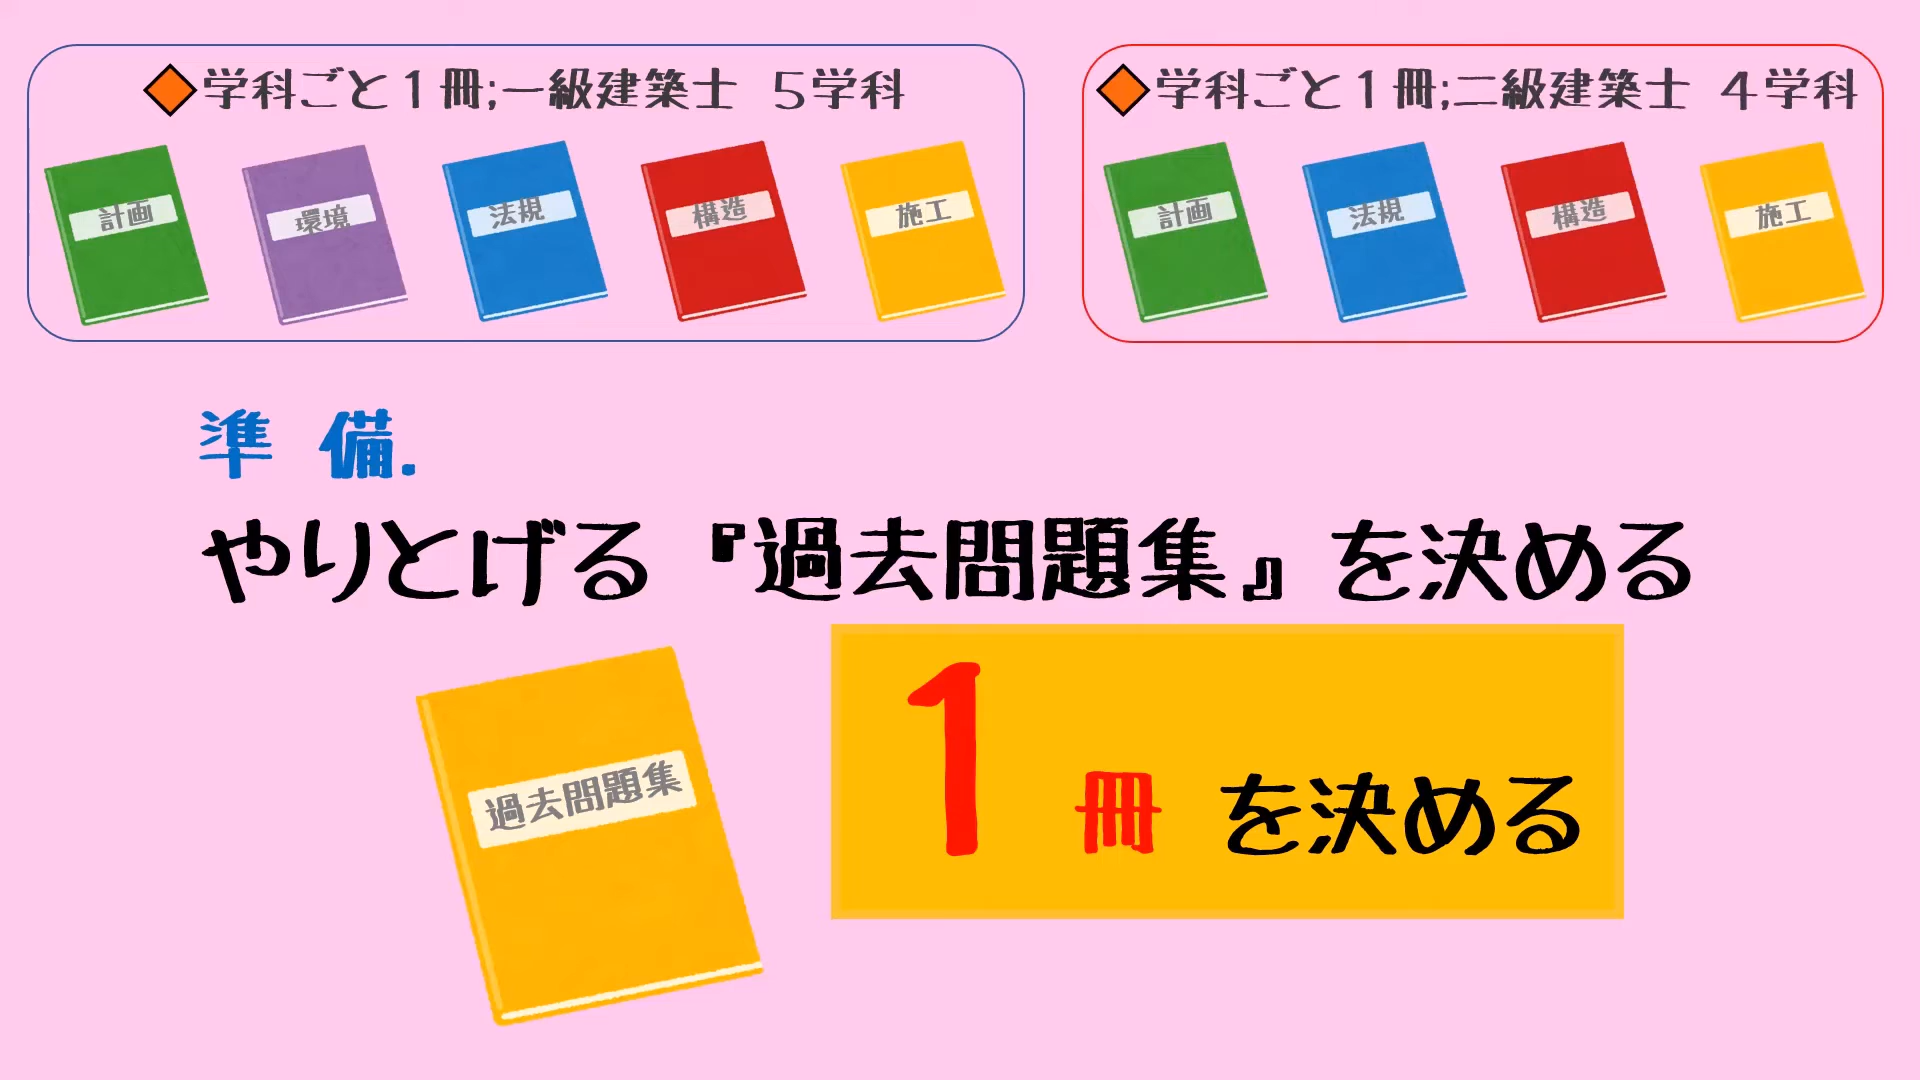 ◆学科ごと１冊;一級建築士　５学科
計画
環境
法規
構造
施工
◆学科ごと１冊;二級建築士　４学科
計画
法規
構造
施工
準　備.
やりとげる『過去問題集』を決める
過去問題集
１冊 を決める